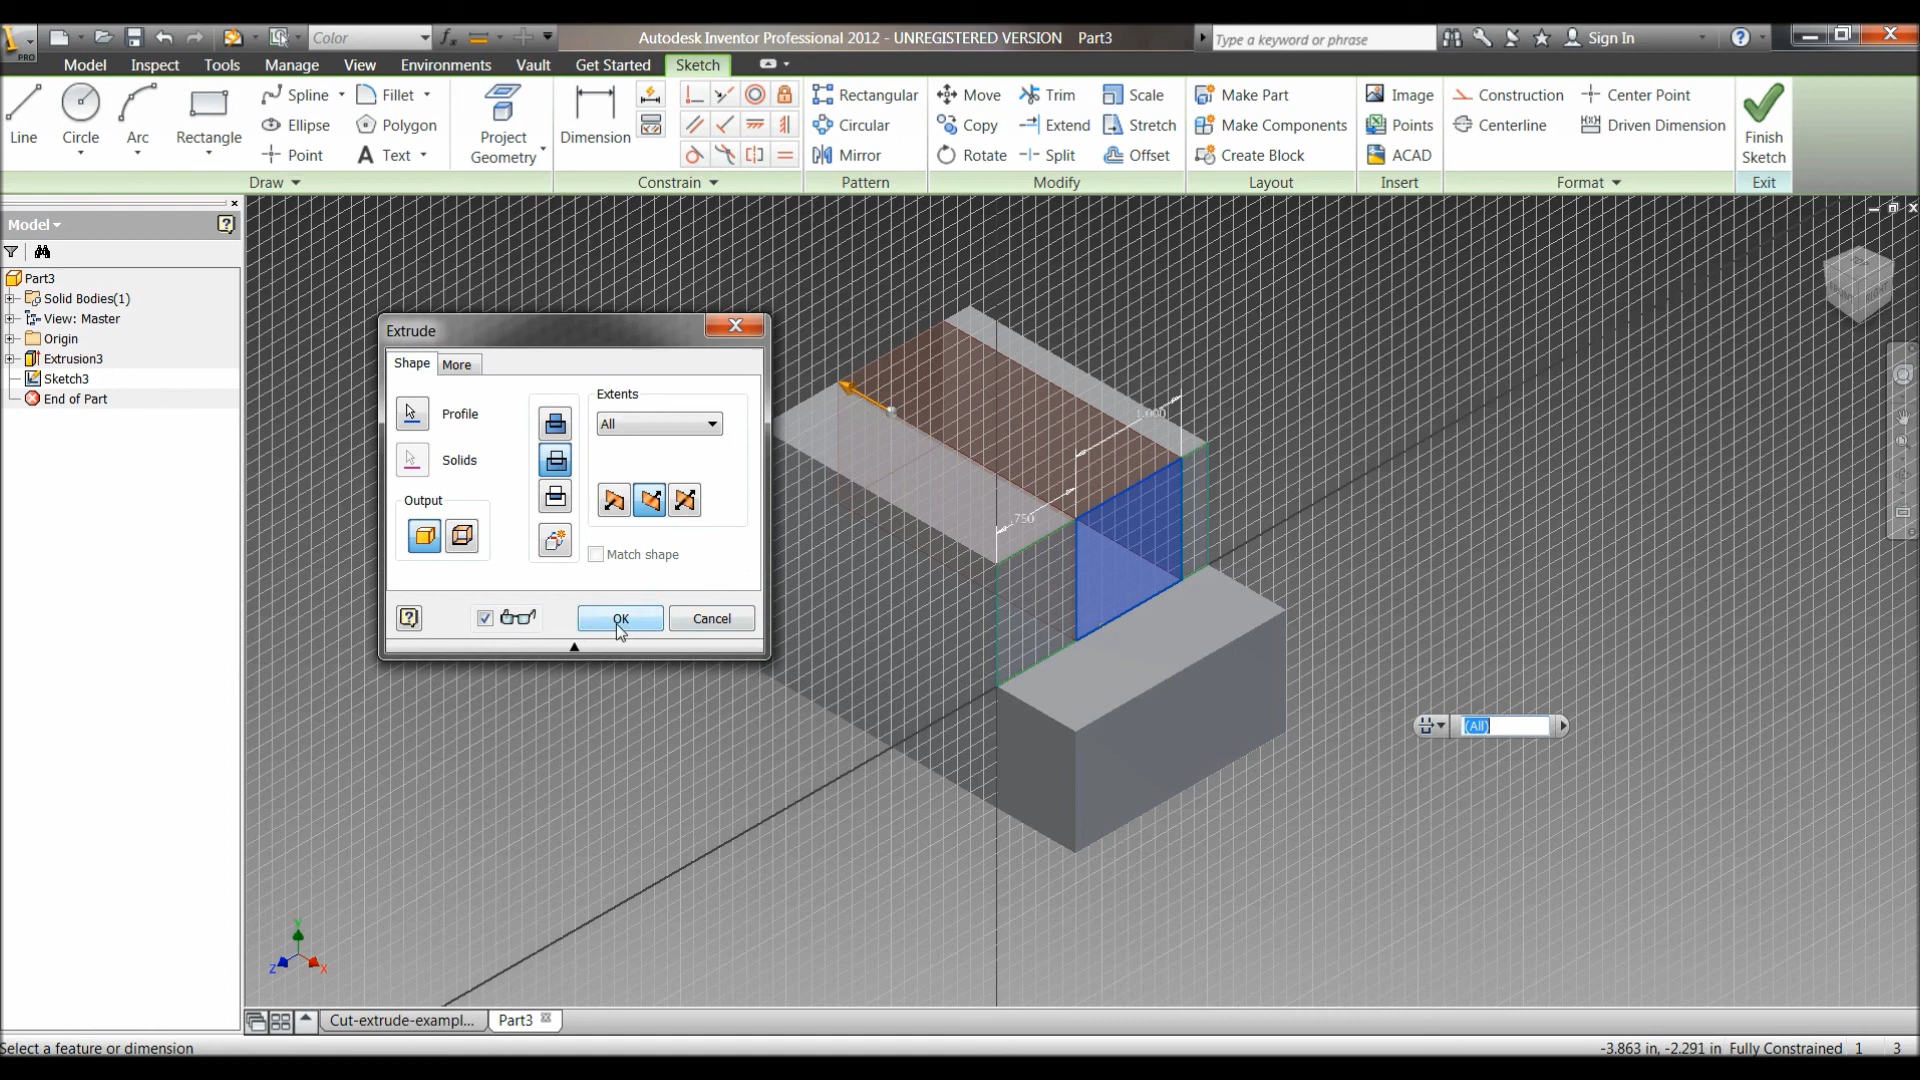 PRO
Color
Autodesk Inventor Professional 2012 - UNREGISTERED VERSION Part3
Type a keyword or phrase
Sign In
Model Inspect Tools Manage View Environments Vault Get Started Sketch
Line
Circle
Arc
Rectangle
Spline
Ellipse
Point
Fillet
Polygon
Text
Project Geometry
Dimension
Rectangular
Circular
Mirror
Move
Copy
Rotate
Trim
Extend
Split
Scale
Stretch
Offset
Make Part
Make Components
Create Block
Image
Points
ACAD
Construction
Centerline
Center Point
Driven Dimension
Finish Sketch
Draw
Constrain
Pattern
Modify
Layout
Insert
Format
Exit
Model
Part3
Solid Bodies(1)
View: Master
Origin
Extrusion3
Sketch3
End of Part
Extrude
Shape
More
Profile
Solids
Output
Extents
All
Match shape
OK
Cancel
1.000
.750
(All)
Y
Z
X
Cut-extrude-exampl...
Part3
Select a feature or dimension
-3.863 in, -2.291 in Fully Constrained 1 3